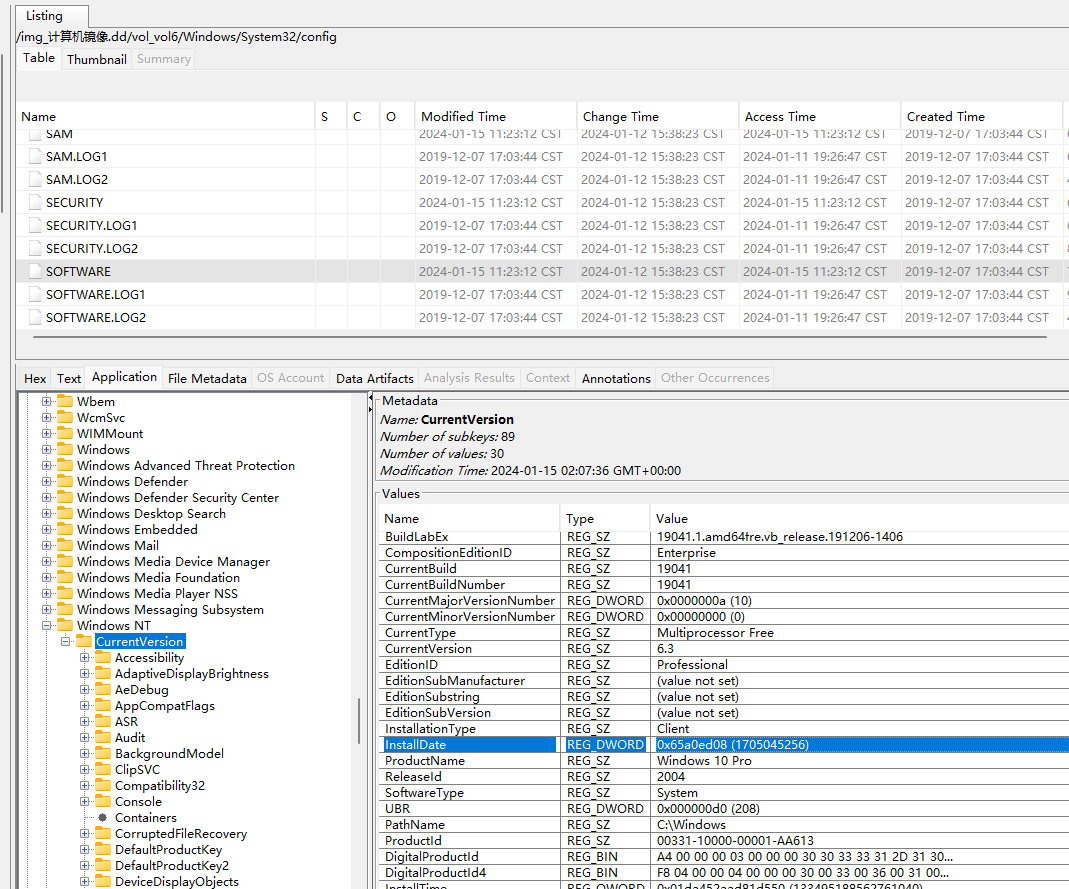 Listing
/img_计算机镜像.dd/vol_vol6/Windows/System32/config
Table Thumbnail Summary
Name S C O Modified Time Change Time Access Time Created Time
SAM 2024-01-15 11:23:12 CST 2024-01-12 15:38:23 CST 2024-01-15 11:23:12 CST 2019-12-07 17:03:44 CST
SAM.LOG1 2019-12-07 17:03:44 CST 2024-01-12 15:38:23 CST 2024-01-11 19:26:47 CST 2019-12-07 17:03:44 CST
SAM.LOG2 2019-12-07 17:03:44 CST 2024-01-12 15:38:23 CST 2024-01-11 19:26:47 CST 2019-12-07 17:03:44 CST
SECURITY 2024-01-15 11:23:12 CST 2024-01-12 15:38:23 CST 2024-01-15 11:23:12 CST 2019-12-07 17:03:44 CST
SECURITY.LOG1 2019-12-07 17:03:44 CST 2024-01-12 15:38:23 CST 2024-01-11 19:26:47 CST 2019-12-07 17:03:44 CST
SECURITY.LOG2 2019-12-07 17:03:44 CST 2024-01-12 15:38:23 CST 2024-01-11 19:26:47 CST 2019-12-07 17:03:44 CST
SOFTWARE 2024-01-15 11:23:12 CST 2024-01-12 15:38:23 CST 2024-01-15 11:23:12 CST 2019-12-07 17:03:44 CST
SOFTWARE.LOG1 2019-12-07 17:03:44 CST 2024-01-12 15:38:23 CST 2024-01-11 19:26:47 CST 2019-12-07 17:03:44 CST
SOFTWARE.LOG2 2019-12-07 17:03:44 CST 2024-01-12 15:38:23 CST 2024-01-11 19:26:47 CST 2019-12-07 17:03:44 CST
Hex Text Application File Metadata OS Account Data Artifacts Analysis Results Context Annotations Other Occurrences
Wbem
WcmSvc
WIMMount
Windows
Windows Advanced Threat Protection
Windows Defender
Windows Defender Security Center
Windows Desktop Search
Windows Embedded
Windows Mail
Windows Media Device Manager
Windows Media Foundation
Windows Media Player NSS
Windows Messaging Subsystem
Windows NT
CurrentVersion
Accessibility
AdaptiveDisplayBrightness
AeDebug
AppCompatFlags
ASR
Audit
BackgroundModel
ClipSVC
Compatibility32
Console
Containers
CorruptedFileRecovery
DefaultProductKey
DefaultProductKey2
DeviceDisplayObjects
Metadata
Name: CurrentVersion
Number of subkeys: 89
Number of values: 30
Modification Time: 2024-01-15 02:07:36 GMT+00:00
Values
Name Type Value
BuildLabEx REG_SZ 19041.1.amd64fre.vb_release.191206-1406
CompositionEditionID REG_SZ Enterprise
CurrentBuild REG_SZ 19041
CurrentBuildNumber REG_SZ 19041
CurrentMajorVersionNumber REG_DWORD 0x0000000a (10)
CurrentMinorVersionNumber REG_DWORD 0x00000000 (0)
CurrentType REG_SZ Multiprocessor Free
CurrentVersion REG_SZ 6.3
EditionID REG_SZ Professional
EditionSubManufacturer REG_SZ (value not set)
EditionSubstring REG_SZ (value not set)
EditionSubVersion REG_SZ (value not set)
InstallationType REG_SZ Client
InstallDate REG_DWORD 0x65a0ed08 (1705045256)
ProductName REG_SZ Windows 10 Pro
ReleaseId REG_SZ 2004
SoftwareType REG_SZ System
UBR REG_DWORD 0x000000d0 (208)
PathName REG_SZ C:\Windows
ProductId REG_SZ 00331-10000-00001-AA613
DigitalProductId REG_BIN A4 00 00 00 03 00 00 00 30 30 33 33 31 2D 31 30...
DigitalProductId4 REG_BIN F8 04 00 00 04 00 00 00 30 00 33 00 36 00 31 00...
InstallTime REG_QWORD